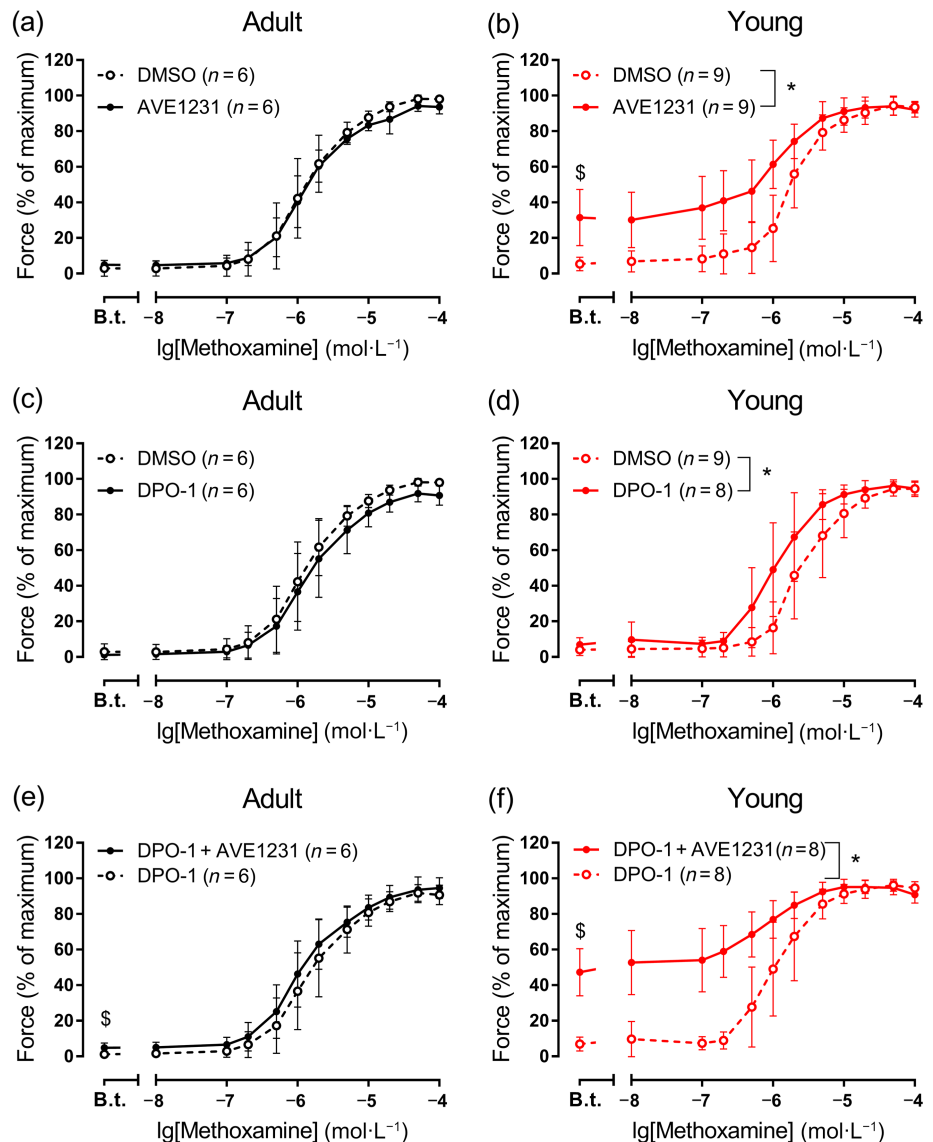 (a) Adult
Force (% of maximum)
120
100
80
60
40
20
0
DMSO (n = 6)
AVE1231 (n = 6)
B.t. −8 −7 −6 −5 −4
lg[Methoxamine] (mol·L⁻¹)
(b) Young
Force (% of maximum)
120
100
80
60
40
20
0
DMSO (n = 9)
AVE1231 (n = 9)
*
$
B.t. −8 −7 −6 −5 −4
lg[Methoxamine] (mol·L⁻¹)
(c) Adult
Force (% of maximum)
120
100
80
60
40
20
0
DMSO (n = 6)
DPO-1 (n = 6)
B.t. −8 −7 −6 −5 −4
lg[Methoxamine] (mol·L⁻¹)
(d) Young
Force (% of maximum)
120
100
80
60
40
20
0
DMSO (n = 9)
DPO-1 (n = 8)
*
B.t. −8 −7 −6 −5 −4
lg[Methoxamine] (mol·L⁻¹)
(e) Adult
Force (% of maximum)
120
100
80
60
40
20
0
DPO-1 + AVE1231 (n = 6)
DPO-1 (n = 6)
$
B.t. −8 −7 −6 −5 −4
lg[Methoxamine] (mol·L⁻¹)
(f) Young
Force (% of maximum)
120
100
80
60
40
20
0
DPO-1 + AVE1231 (n = 8)
DPO-1 (n = 8)
*
$
B.t. −8 −7 −6 −5 −4
lg[Methoxamine] (mol·L⁻¹)